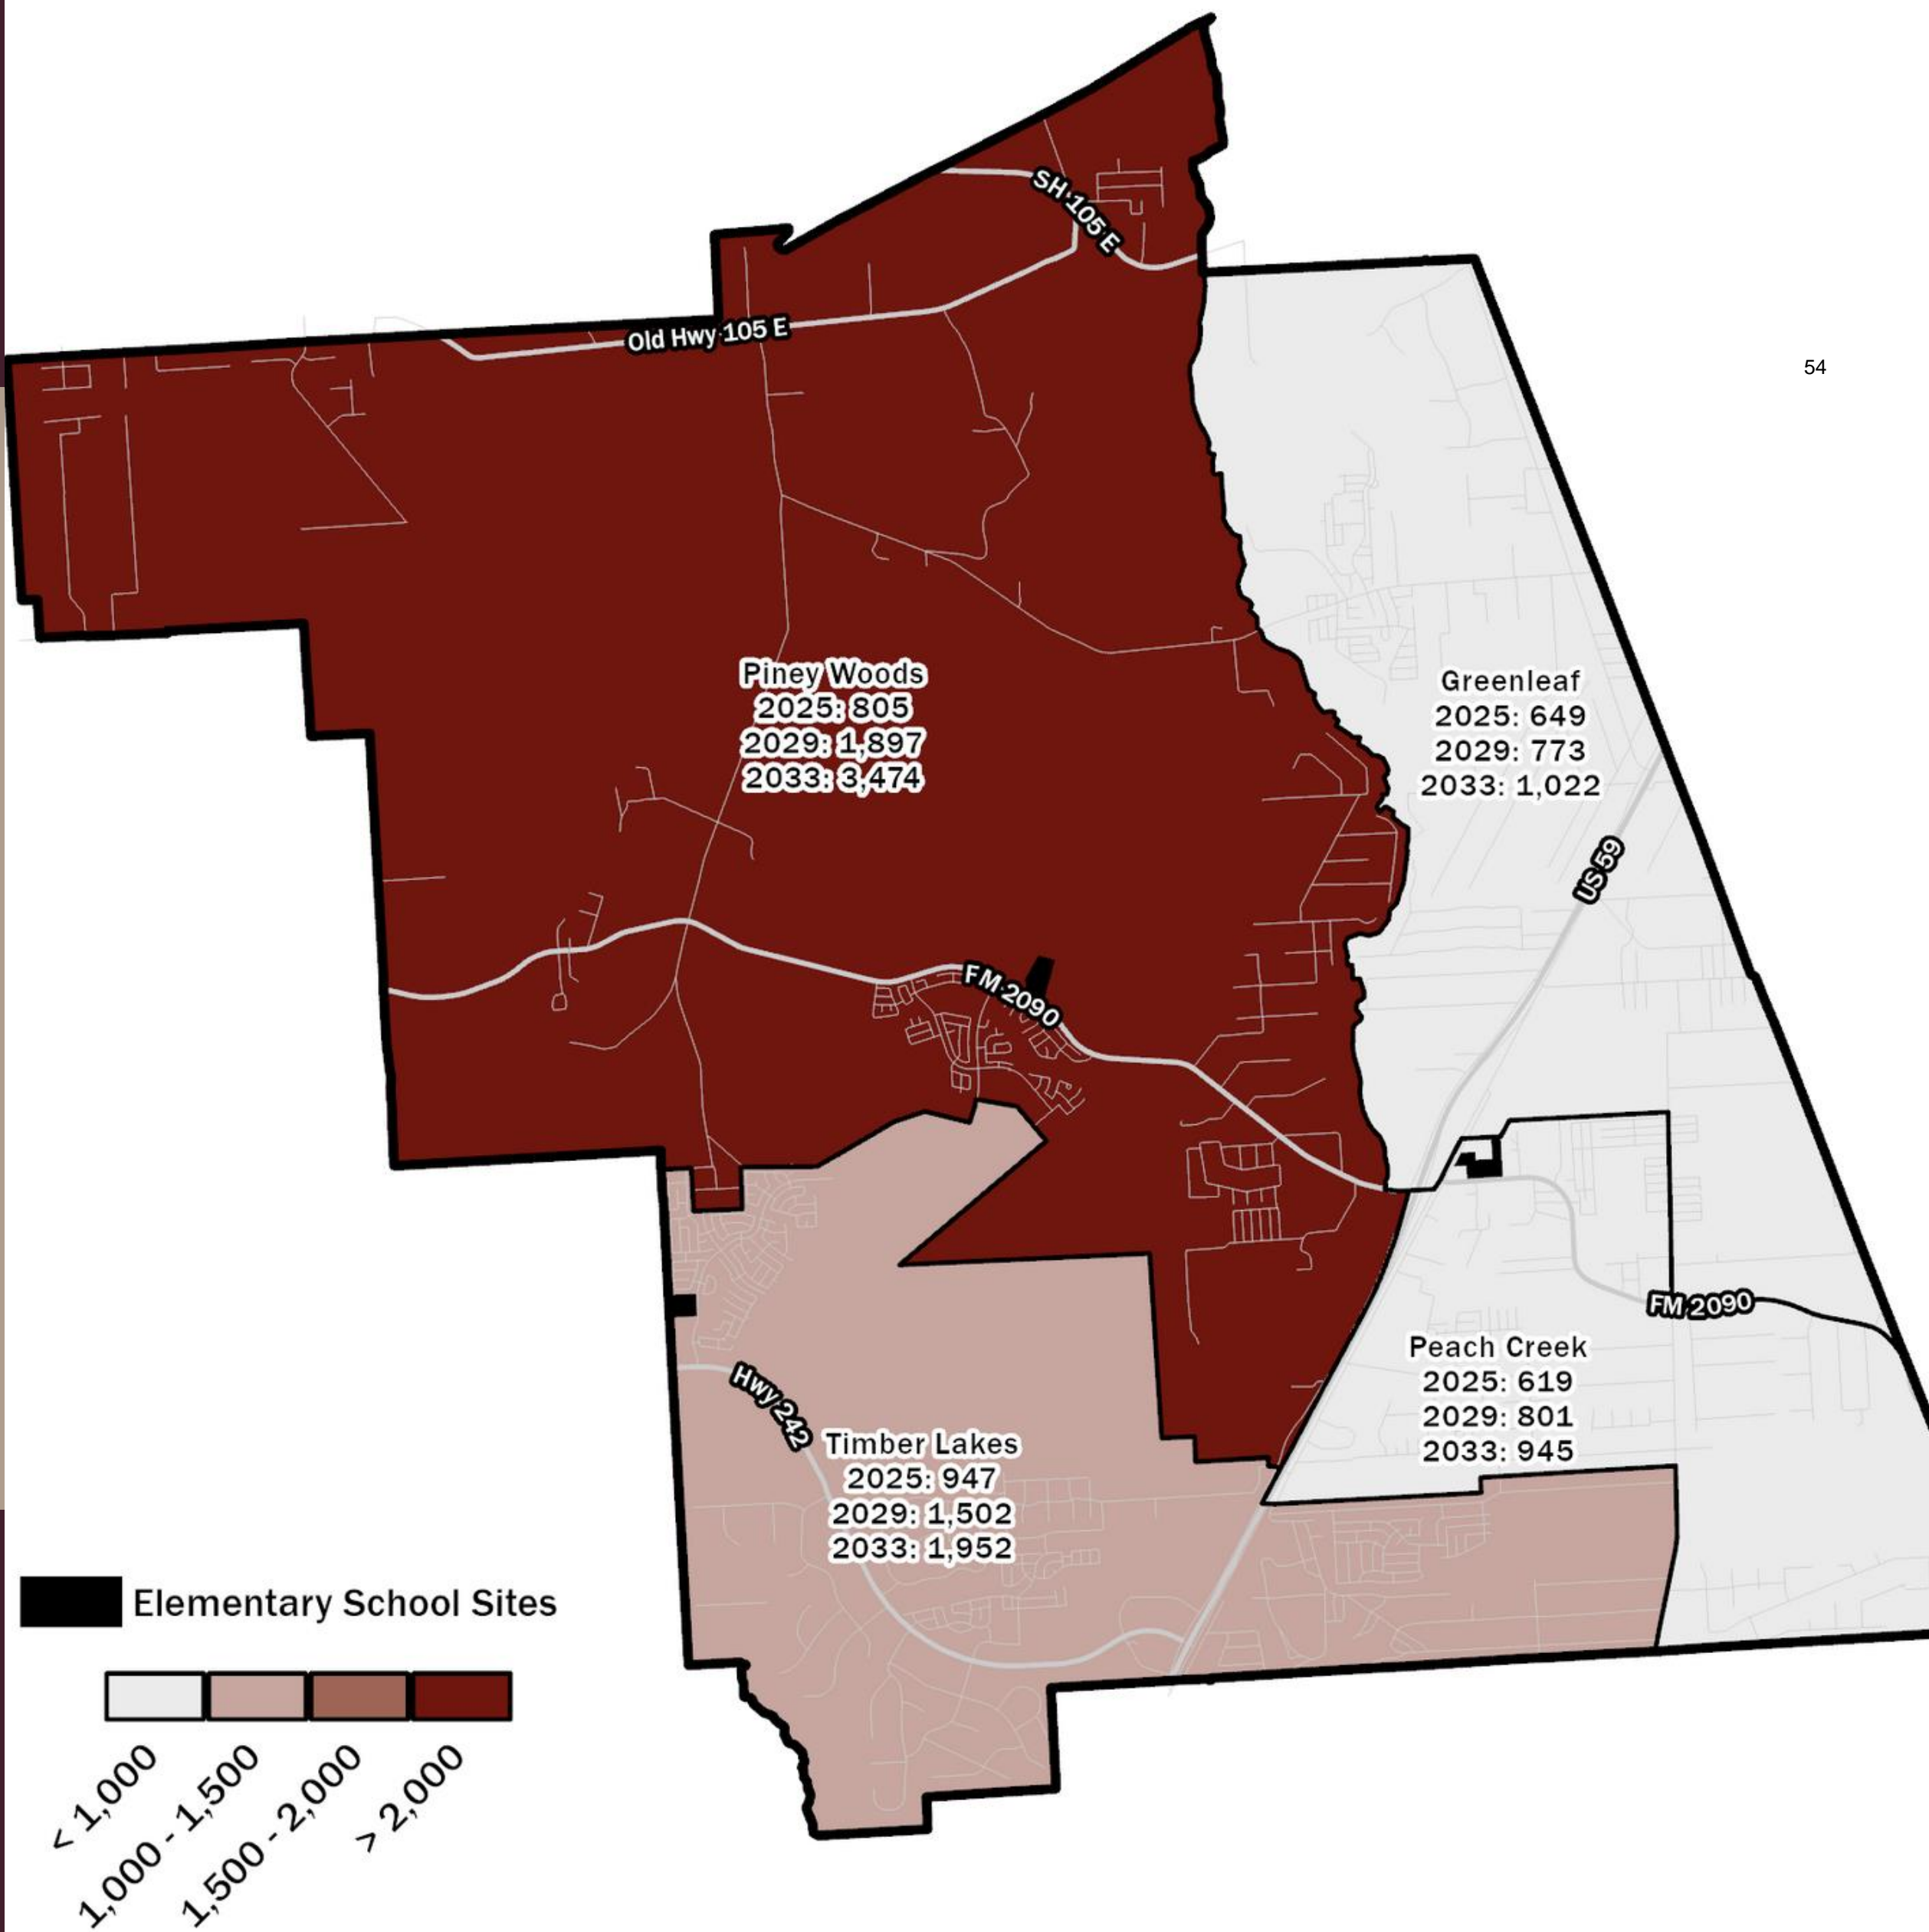 SH 105 E
Old Hwy 105 E
54
Piney Woods
2025: 805
2029: 1,897
2033: 3,474
Greenleaf
2025: 649
2029: 773
2033: 1,022
US 59
FM 2090
FM 2090
Peach Creek
2025: 619
2029: 801
2033: 945
Hwy 242
Timber Lakes
2025: 947
2029: 1,502
2033: 1,952
Elementary School Sites
< 1,000
1,000 - 1,500
1,500 - 2,000
> 2,000